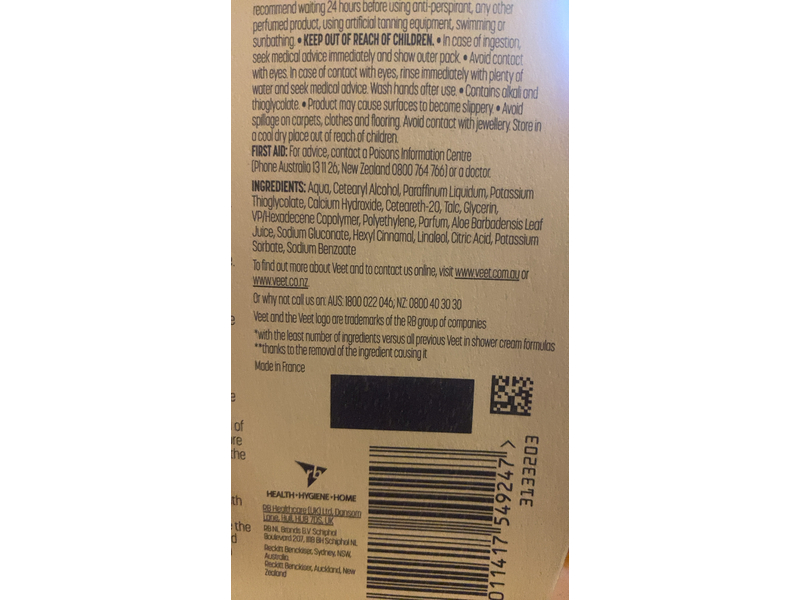 recommend waiting 24 hours before using anti-perspirant, any other
perfumed product, using artificial tanning equipment, swimming or
sunbathing. • KEEP OUT OF REACH OF CHILDREN. • In case of ingestion,
seek medical advice immediately and show outer pack. • Avoid contact
with eyes. In case of contact with eyes, rinse immediately with plenty of
water and seek medical advice. Wash hands after use. • Contains alkali and
thioglycolate. • Product may cause surfaces to become slippery. • Avoid
spillage on carpets, clothes and flooring. Avoid contact with jewellery. Store in
a cool dry place out of reach of children.
FIRST AID: For advice, contact a Poisons Information Centre
(Phone Australia 13 11 26, New Zealand 0800 764 766) or a doctor.
INGREDIENTS: Aqua, Cetearyl Alcohol, Paraffinum Liquidum, Potassium
Thioglycolate, Calcium Hydroxide, Ceteareth-20, Talc, Glycerin,
VP/Hexadecene Copolymer, Polyethylene, Parfum, Aloe Barbadensis Leaf
Juice, Sodium Gluconate, Hexyl Cinnamal, Linalool, Citric Acid, Potassium
Sorbate, Sodium Benzoate
To find out more about Veet and to contact us online, visit www.veet.com.au or
www.veet.co.nz
Or why not call us on: AUS: 1800 022 046, NZ: 0800 40 30 30
Veet and the Veet logo are trademarks of the RB group of companies
*with the least number of ingredients versus all previous Veet in shower cream formulas
**thanks to the removal of the ingredient causing it
Made in France
of
the
the
rb
HEALTH•HYGIENE•HOME
RB Healthcare (UK) Ltd, Dansom
Lane, Hull, HU8 7DS, UK
RB NL Brands B.V. Schiphol
Boulevard 207, 1118 BH Schiphol NL
Reckitt Benckiser, Sydney, NSW,
Australia
Reckitt Benckiser, Auckland, New
Zealand
011417 549247 >
3133203